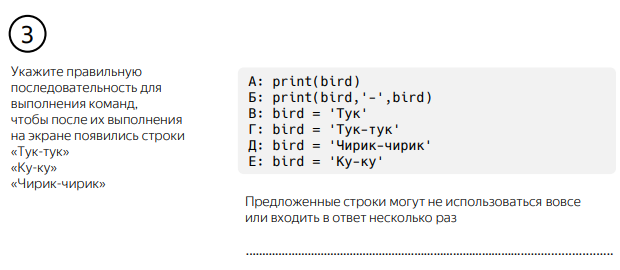 3
Укажите правильную
последовательность для
выполнения команд,
чтобы после их выполнения
на экране появились строки
«Тук-тук»
«Ку-ку»
«Чирик-чирик»
А: print(bird)
Б: print(bird,'-',bird)
В: bird = 'Тук'
Г: bird = 'Тук-тук'
Д: bird = 'Чирик-чирик'
Е: bird = 'Ку-ку'
Предложенные строки могут не использоваться вовсе
или входить в ответ несколько раз